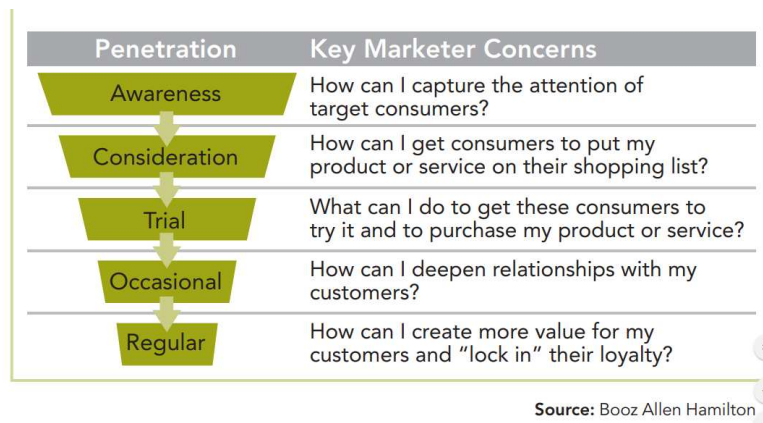 Penetration
Key Marketer Concerns
Awareness
How can I capture the attention of
target consumers?
Consideration
How can I get consumers to put my
product or service on their shopping list?
Trial
What can I do to get these consumers to
try it and to purchase my product or service?
Occasional
How can I deepen relationships with my
customers?
Regular
How can I create more value for my
customers and “lock in” their loyalty?
Source: Booz Allen Hamilton